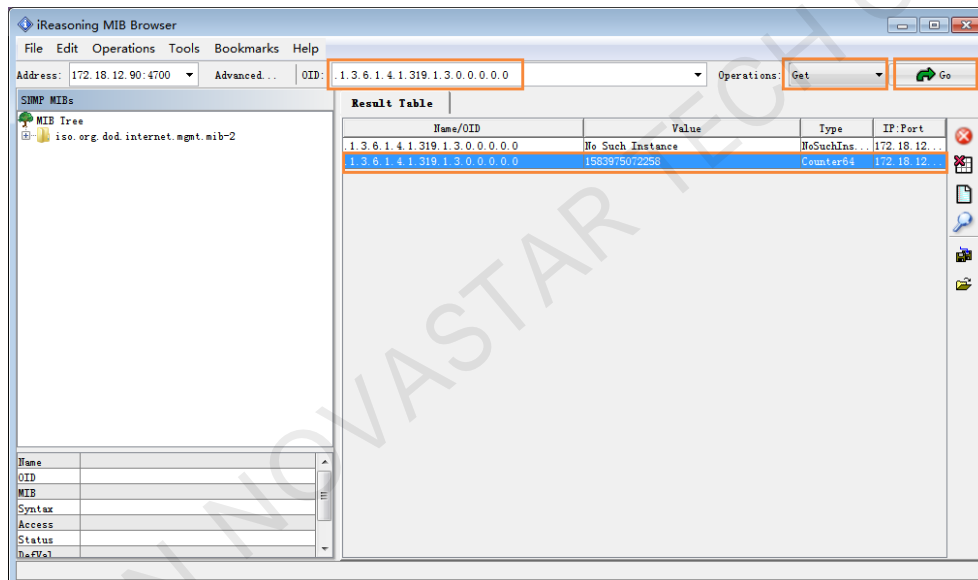 iReasoning MIB Browser
File Edit Operations Tools Bookmarks Help
Address: 172.18.12.90:4700 Advanced... OID: .1.3.6.1.4.1.319.1.3.0.0.0.0.0 Operations: Get Go
SNMP MIBs
Result Table
MIB Tree
iso.org.dod.internet.mgmt.mib-2
Name/OID Value Type IP:Port
.1.3.6.1.4.1.319.1.3.0.0.0.0.0 No Such Instance NoSuchIns... 172.18.12...
.1.3.6.1.4.1.319.1.3.0.0.0.0.0 1583975072258 Counter64 172.18.12...
Name
OID
MIB
Syntax
Access
Status
DefVal
NOVASTAR TECH